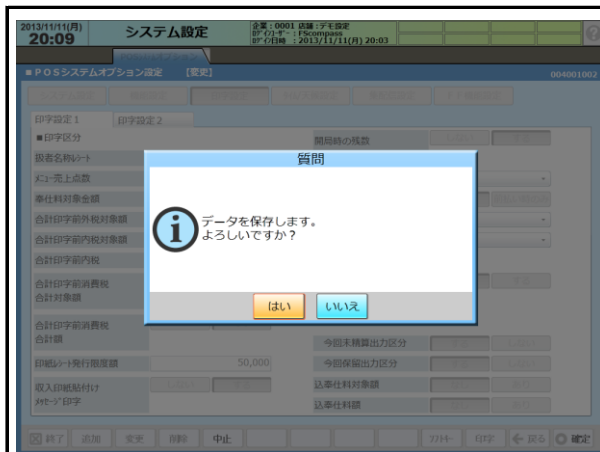 2013/11/11(月)
20:09
システム設定
企業：0001 店舗：デモ設定
ﾛｸﾞｲﾝﾕｰｻﾞｰ：FScompass
ﾛｸﾞｲﾝ日時 ：2013/11/11(月) 20:03
■ＰＯＳシステムオプション設定 【変更】
004001002
印字設定１ 印字設定２
■印字区分
開局時の残数
扱者名称ﾚｼｰﾄ
ﾒﾆｭｰ売上点数
奉仕料対象金額
合計印字前外税対象額
合計印字前内税対象額
合計印字前内税
合計印字前消費税
合計対象額
合計印字前消費税
合計額
今回未精算出力区分
印紙ﾚｼｰﾄ発行限度額 50,000
今回保留出力区分
収入印紙貼付け
ﾒｯｾｰｼﾞ印字
込奉仕料対象額
込奉仕料額
質問
データを保存します。
よろしいですか？
はい いいえ
終了 追加 変更 削除 中止 印字 戻る 確定